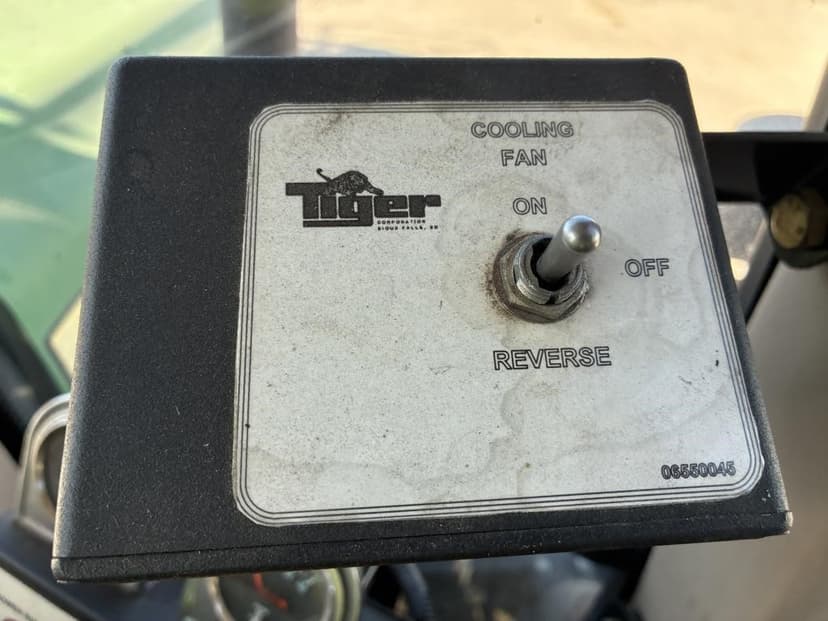 COOLING
FAN
ON
Tiger
CORPORATION
SIOUX FALLS, SD
OFF
REVERSE
06550045